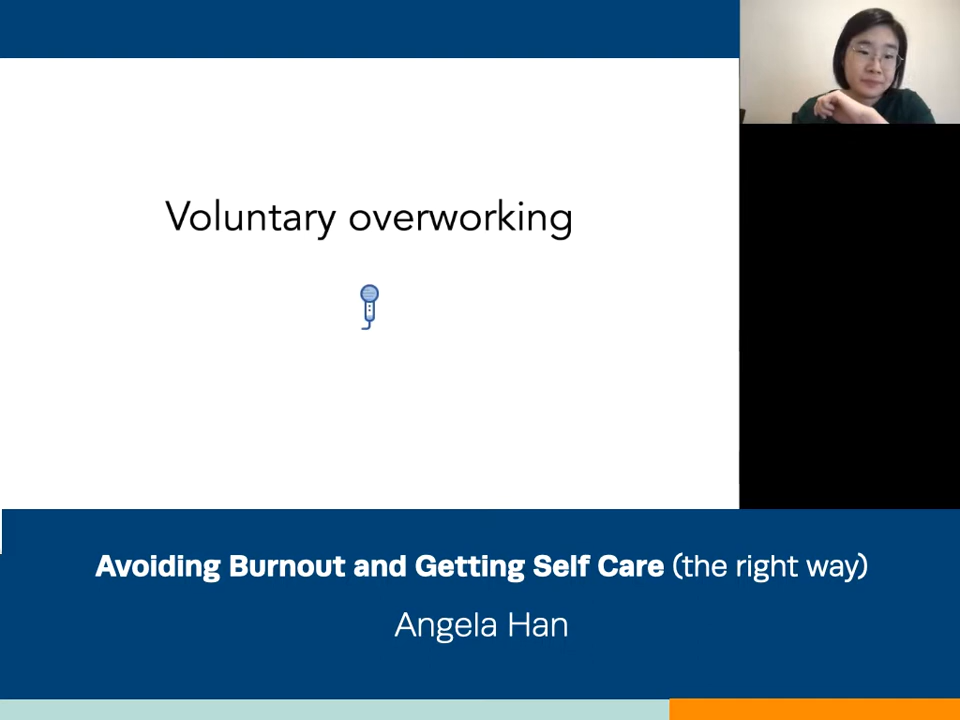 Voluntary overworking
Avoiding Burnout and Getting Self Care (the right way)
Angela Han